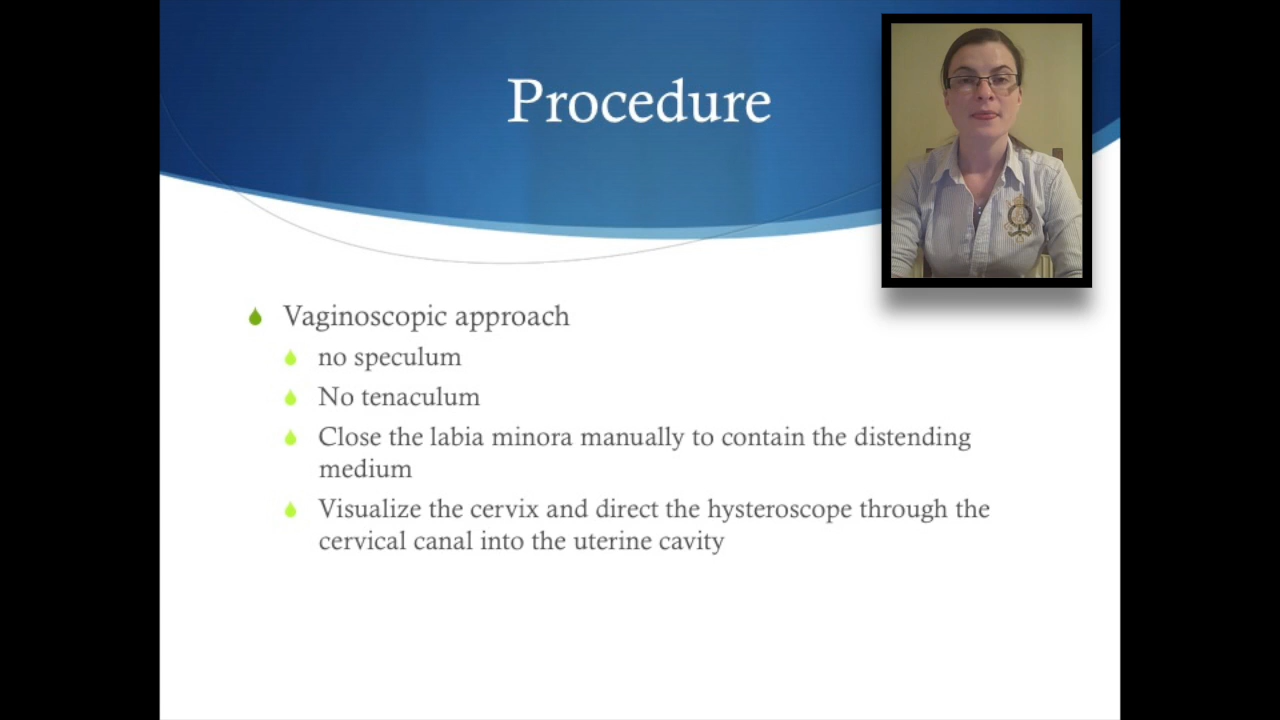 Procedure
Vaginoscopic approach
no speculum
No tenaculum
Close the labia minora manually to contain the distending
medium
Visualize the cervix and direct the hysteroscope through the
cervical canal into the uterine cavity